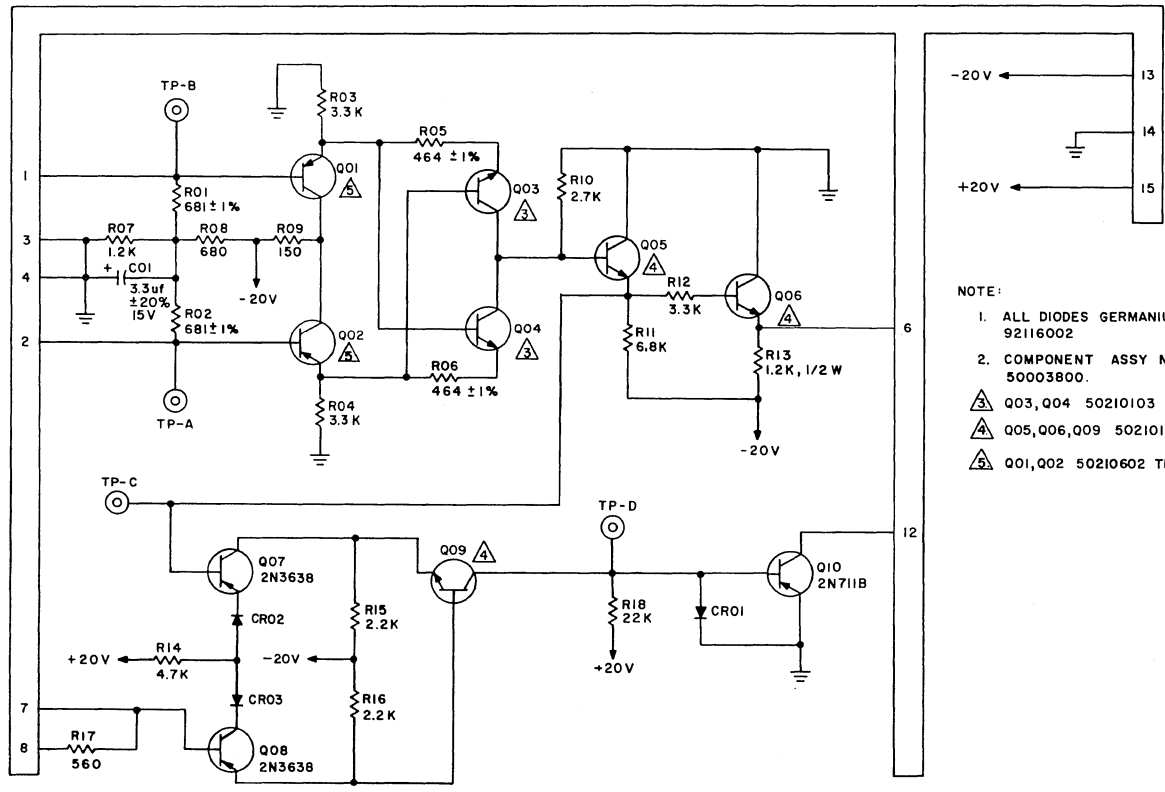 TP-B
R03
3.3K
R05
464 ±1%
Q01
5
Q03
3
1
R01
681±1%
R07
1.2K
R08
680
R09
150
3
4
+
C01
3.3uf
±20%
15V
-20V
R02
681±1%
2
Q02
5
Q04
3
R06
464 ±1%
TP-A
R04
3.3K
R10
2.7K
Q05
4
R12
3.3K
Q06
4
R11
6.8K
R13
1.2K, 1/2 W
-20V
6
TP-C
Q07
2N3638
CR02
+20V
R14
4.7K
-20V
R15
2.2K
R16
2.2K
CR03
7
8
R17
560
Q08
2N3638
Q09
4
TP-D
R18
22K
+20V
CR01
Q10
2N711B
12
-20V
13
14
+20V
15
NOTE:
1. ALL DIODES
92116002
2. COMPONENT ASSY
50003800.
3. Q03,Q04 50210103
4. Q05,Q06,Q09
5. Q01,Q02 50210602